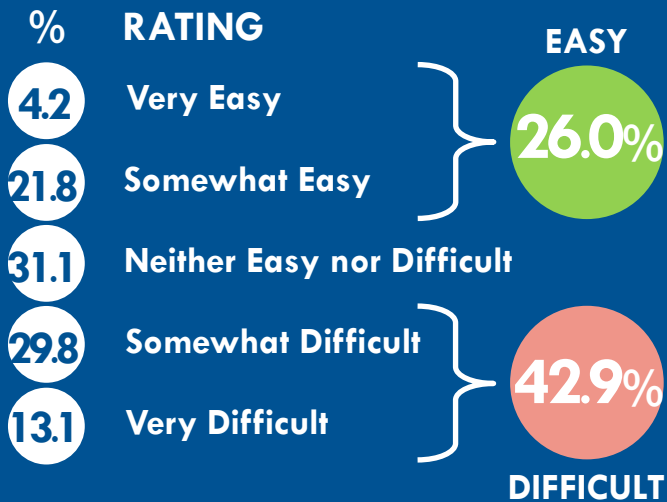 % RATING
EASY
4.2 Very Easy
26.0%
21.8 Somewhat Easy
31.1 Neither Easy nor Difficult
29.8 Somewhat Difficult
42.9%
13.1 Very Difficult
DIFFICULT